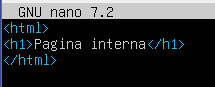 GNU nano 7.2
<html>
<h1>Pagina interna</h1>
</html>